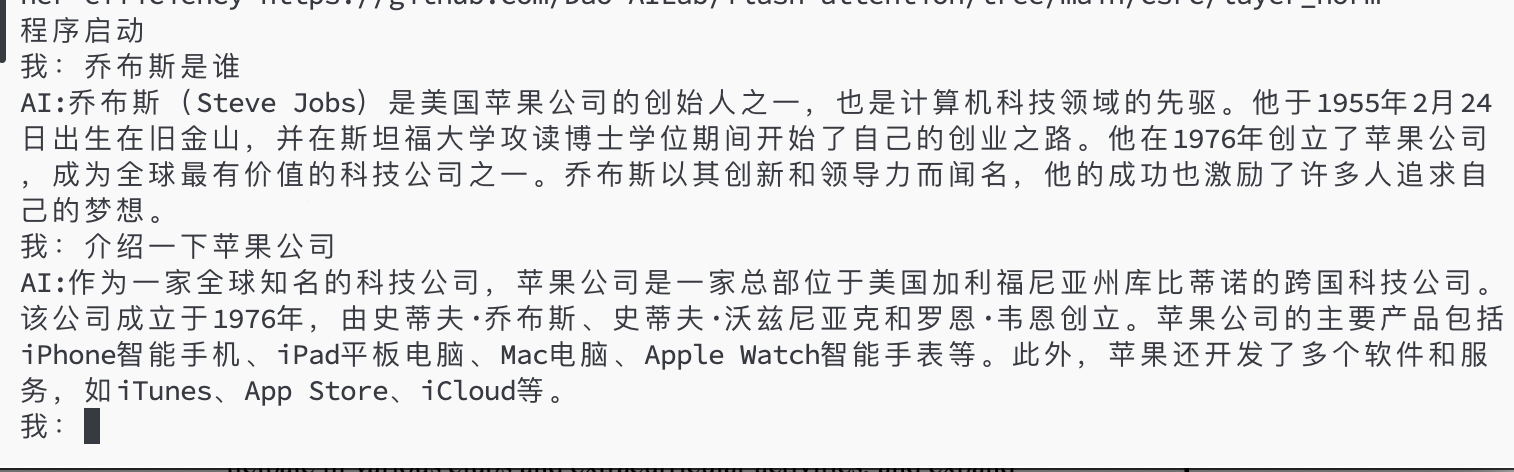 her efficiency https://github.com/Dao-AILab/flash-attention/tree/main/csrc/layer_norm
程序启动
我：乔布斯是谁
AI:乔布斯（Steve Jobs）是美国苹果公司的创始人之一，也是计算机科技领域的先驱。他于1955年2月24
日出生在旧金山，并在斯坦福大学攻读博士学位期间开始了自己的创业之路。他在1976年创立了苹果公司
，成为全球最有价值的科技公司之一。乔布斯以其创新和领导力而闻名，他的成功也激励了许多人追求自
己的梦想。
我：介绍一下苹果公司
AI:作为一家全球知名的科技公司，苹果公司是一家总部位于美国加利福尼亚州库比蒂诺的跨国科技公司。
该公司成立于1976年，由史蒂夫·乔布斯、史蒂夫·沃兹尼亚克和罗恩·韦恩创立。苹果公司的主要产品包括
iPhone智能手机、iPad平板电脑、Mac电脑、Apple Watch智能手表等。此外，苹果还开发了多个软件和服
务，如iTunes、App Store、iCloud等。
我：